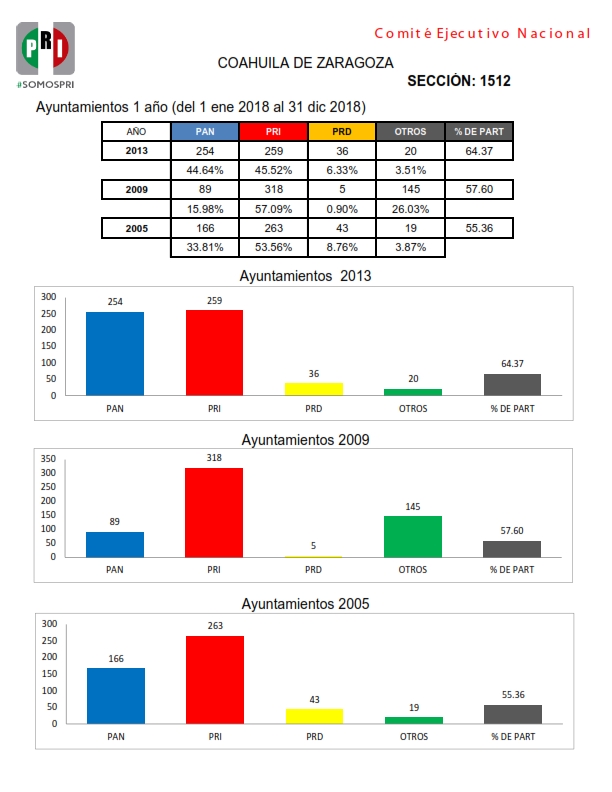 Comité Ejecutivo Nacional
PRI
#SOMOSPRI
COAHUILA DE ZARAGOZA
SECCIÓN: 1512
Ayuntamientos 1 año (del 1 ene 2018 al 31 dic 2018)
AÑO PAN PRI PRD OTROS % DE PART
2013 254 259 36 20 64.37
44.64% 45.52% 6.33% 3.51%
2009 89 318 5 145 57.60
15.98% 57.09% 0.90% 26.03%
2005 166 263 43 19 55.36
33.81% 53.56% 8.76% 3.87%
Ayuntamientos 2013
300
250
200
150
100
50
0
254 259 36 20 64.37
PAN PRI PRD OTROS % DE PART
Ayuntamientos 2009
350
300
250
200
150
100
50
0
89 318 5 145 57.60
PAN PRI PRD OTROS % DE PART
Ayuntamientos 2005
300
250
200
150
100
50
0
166 263 43 19 55.36
PAN PRI PRD OTROS % DE PART